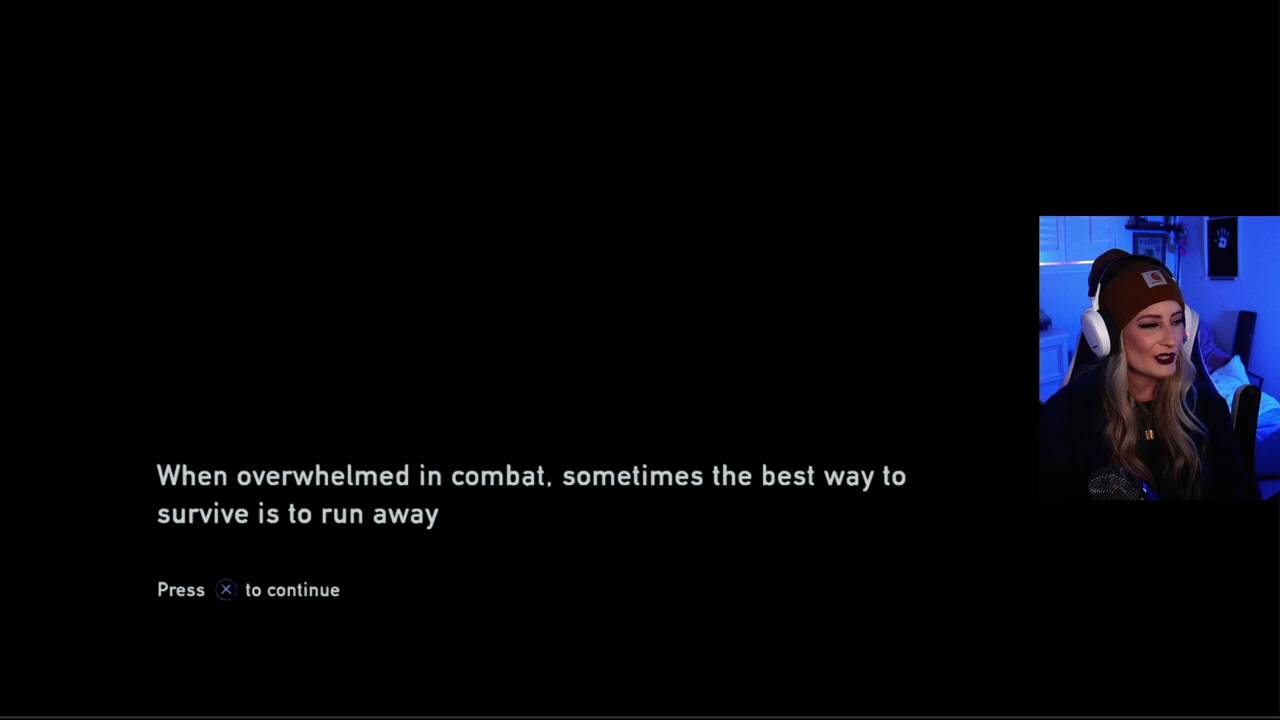 When overwhelmed in combat, sometimes the best way to
survive is to run away
Press ⓧ to continue